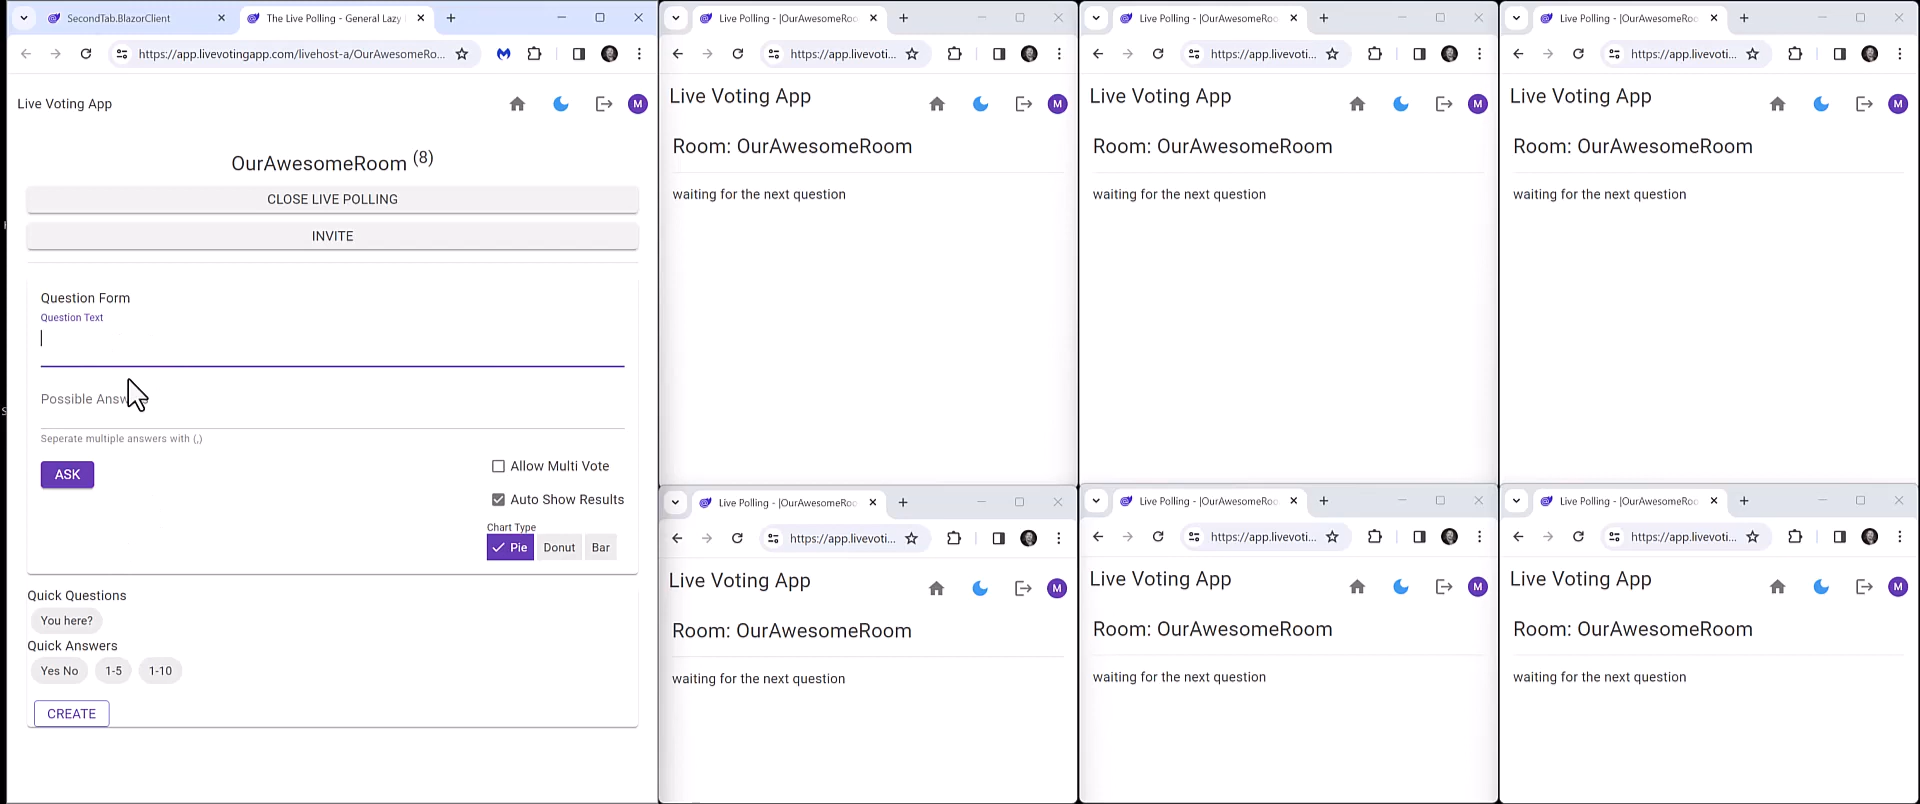 SecondTab.BlazorClient
The Live Polling - General Lazy
https://app.livevotingapp.com/livehost-a/OurAwesomeRo...
Live Voting App
M
OurAwesomeRoom (8)
CLOSE LIVE POLLING
INVITE
Question Form
Question Text
Possible Answ
Seperate multiple answers with (,)
ASK
Allow Multi Vote
Auto Show Results
Chart Type
Pie
Donut
Bar
Quick Questions
You here?
Quick Answers
Yes No
1-5
1-10
CREATE
Live Polling - |OurAwesomeRoo
https://app.livevoti...
Live Voting App
M
Room: OurAwesomeRoom
waiting for the next question
Live Polling - |OurAwesomeRoo
https://app.livevoti...
Live Voting App
M
Room: OurAwesomeRoom
waiting for the next question
Live Polling - |OurAwesomeRoo
https://app.livevoti...
Live Voting App
M
Room: OurAwesomeRoom
waiting for the next question
Live Polling - |OurAwesomeRoo
https://app.livevoti...
Live Voting App
M
Room: OurAwesomeRoom
waiting for the next question
Live Polling - |OurAwesomeRoo
https://app.livevoti...
Live Voting App
M
Room: OurAwesomeRoom
waiting for the next question
Live Polling - |OurAwesomeRoo
https://app.livevoti...
Live Voting App
M
Room: OurAwesomeRoom
waiting for the next question